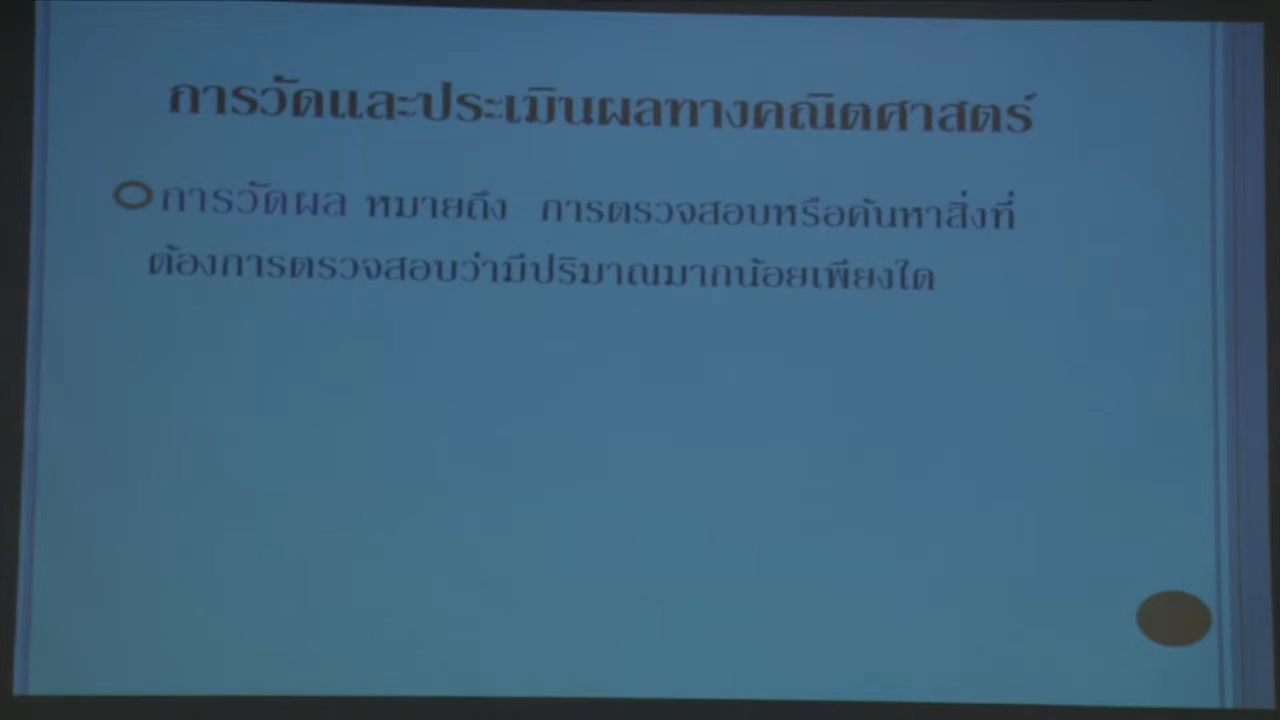 การวัดและประเมินผลทางคณิตศาสตร์
การวัดผล หมายถึง การตรวจสอบหรือค้นหาสิ่งที่
ต้องการตรวจสอบว่ามีปริมาณมากน้อยเพียงใด